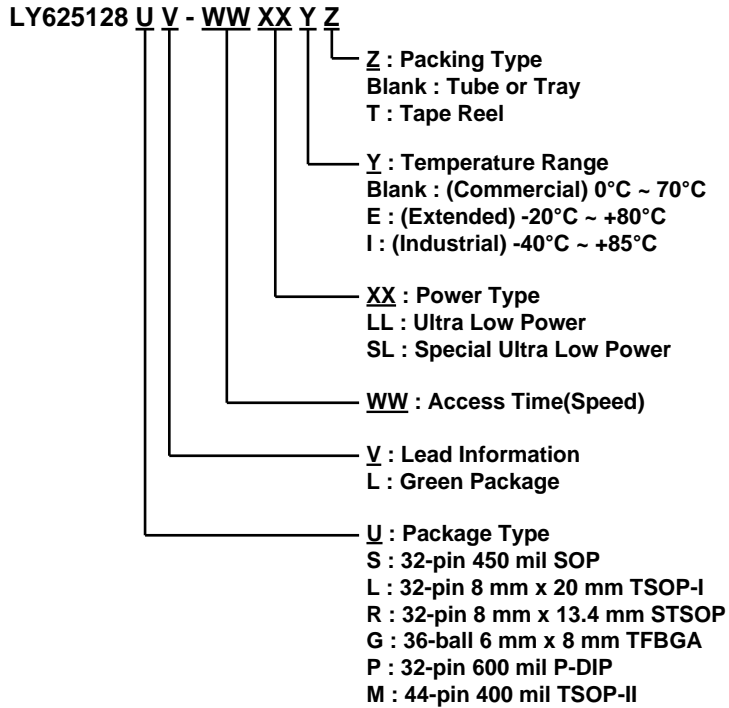 LY625128 U V - WW XX Y Z
Z : Packing Type
Blank : Tube or Tray
T : Tape Reel
Y : Temperature Range
Blank : (Commercial) 0°C ~ 70°C
E : (Extended) -20°C ~ +80°C
I : (Industrial) -40°C ~ +85°C
XX : Power Type
LL : Ultra Low Power
SL : Special Ultra Low Power
WW : Access Time(Speed)
V : Lead Information
L : Green Package
U : Package Type
S : 32-pin 450 mil SOP
L : 32-pin 8 mm x 20 mm TSOP-I
R : 32-pin 8 mm x 13.4 mm STSOP
G : 36-ball 6 mm x 8 mm TFBGA
P : 32-pin 600 mil P-DIP
M : 44-pin 400 mil TSOP-II